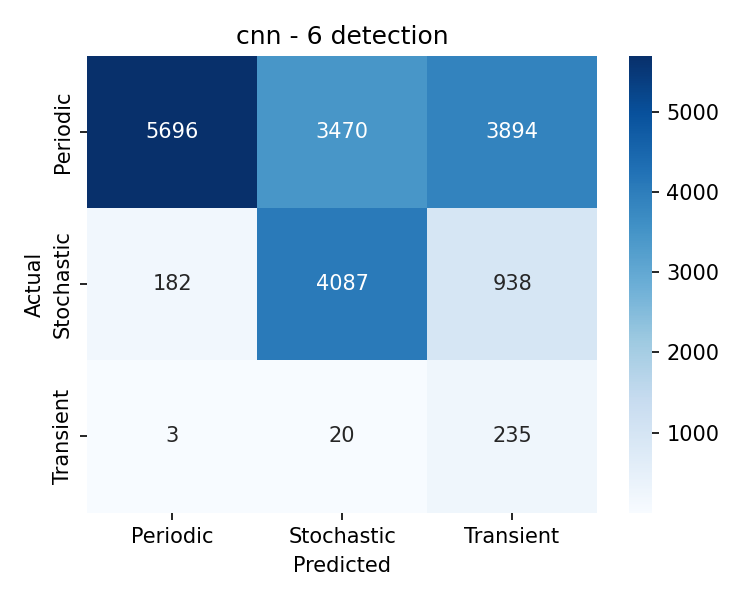 cnn - 6 detection
Periodic
5696 3470 3894
5000
4000
Actual
Stochastic
182 4087 938
3000
2000
Transient
3 20 235
1000
Periodic Stochastic Transient
Predicted